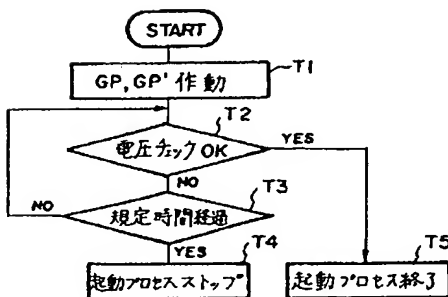 START
GP, GP' 作動
T1
T2
電圧チェックOK
YES
NO
T3
規定時間経過
NO
YES
T4
起動プロセスストップ
T5
起動プロセス終了